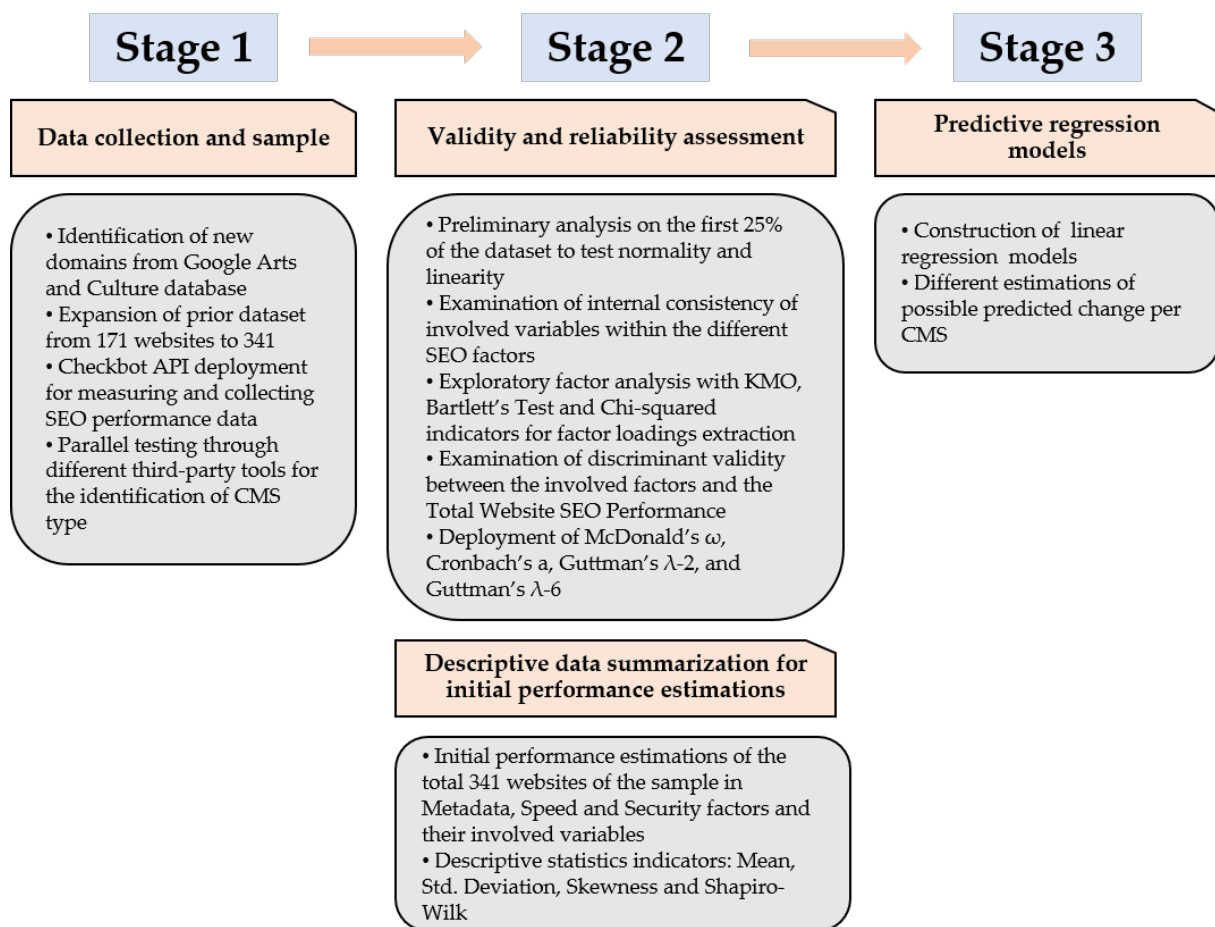 Stage 1
Stage 2
Stage 3
Data collection and sample
• Identification of new
domains from Google Arts
and Culture database
• Expansion of prior dataset
from 171 websites to 341
• Checkbot API deployment
for measuring and collecting
SEO performance data
• Parallel testing through
different third-party tools for
the identification of CMS
type
Validity and reliability assessment
• Preliminary analysis on the first 25%
of the dataset to test normality and
linearity
• Examination of internal consistency of
involved variables within the different
SEO factors
• Exploratory factor analysis with KMO,
Bartlett’s Test and Chi-squared
indicators for factor loadings extraction
• Examination of discriminant validity
between the involved factors and the
Total Website SEO Performance
• Deployment of McDonald’s ω,
Cronbach’s a, Guttman’s λ-2, and
Guttman’s λ-6
Descriptive data summarization for
initial performance estimations
• Initial performance estimations of the
total 341 websites of the sample in
Metadata, Speed and Security factors and
their involved variables
• Descriptive statistics indicators: Mean,
Std. Deviation, Skewness and Shapiro-
Wilk
Predictive regression
models
• Construction of linear
regression models
• Different estimations of
possible predicted change per
CMS